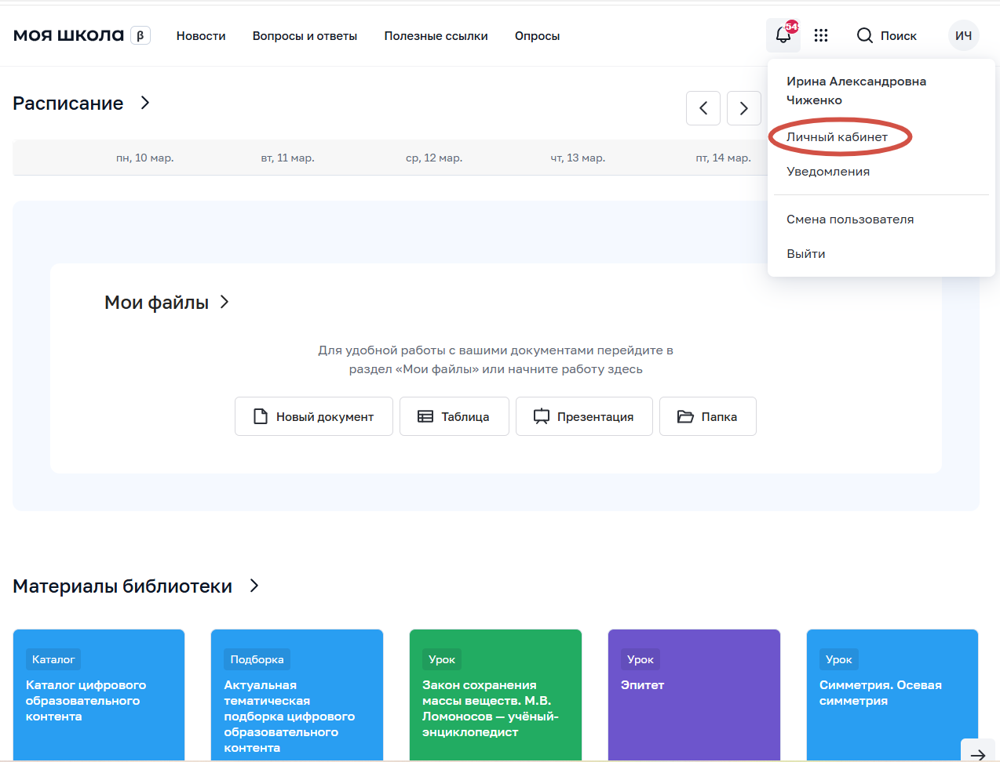 моя школа β
Новости
Вопросы и ответы
Полезные ссылки
Опросы
54
Поиск
ИЧ
Ирина Александровна
Чиженко
Личный кабинет
Уведомления
Смена пользователя
Выйти
Расписание
пн, 10 мар.
вт, 11 мар.
ср, 12 мар.
чт, 13 мар.
пт, 14 мар.
Мои файлы
Для удобной работы с вашими документами перейдите в
раздел «Мои файлы» или начните работу здесь
Новый документ
Таблица
Презентация
Папка
Материалы библиотеки
Каталог
Каталог цифрового
образовательного
контента
Подборка
Актуальная
тематическая
подборка цифрового
образовательного
контента
Урок
Закон сохранения
массы веществ. М.В.
Ломоносов — учёный-
энциклопедист
Урок
Эпитет
Урок
Симметрия. Осевая
симметрия